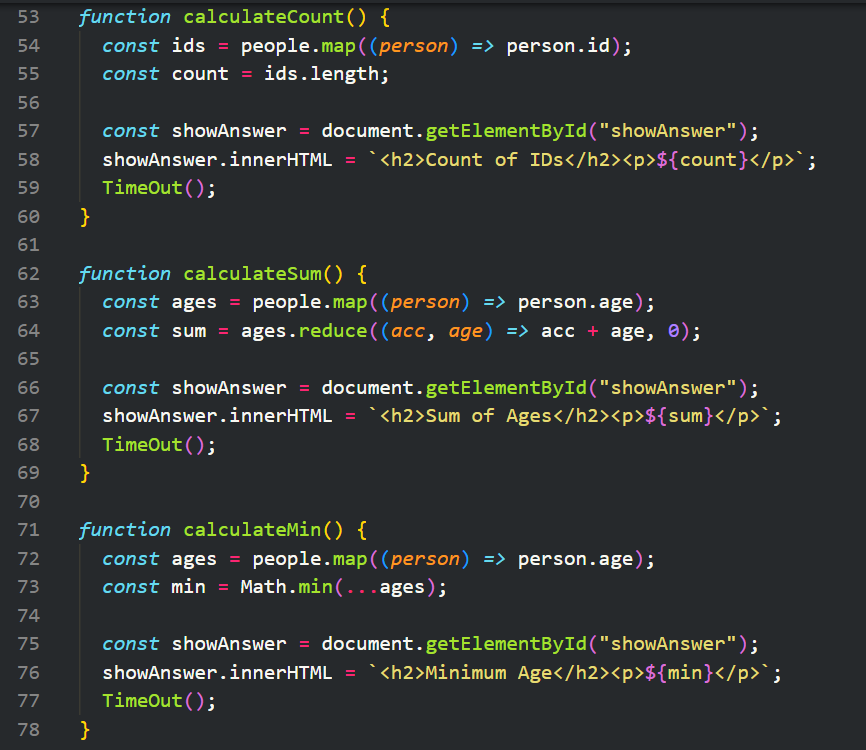 53 function calculateCount() {
54 const ids = people.map((person) => person.id);
55 const count = ids.length;
56
57 const showAnswer = document.getElementById("showAnswer");
58 showAnswer.innerHTML = `<h2>Count of IDs</h2><p>${count}</p>`;
59 TimeOut();
60 }
61
62 function calculateSum() {
63 const ages = people.map((person) => person.age);
64 const sum = ages.reduce((acc, age) => acc + age, 0);
65
66 const showAnswer = document.getElementById("showAnswer");
67 showAnswer.innerHTML = `<h2>Sum of Ages</h2><p>${sum}</p>`;
68 TimeOut();
69 }
70
71 function calculateMin() {
72 const ages = people.map((person) => person.age);
73 const min = Math.min(...ages);
74
75 const showAnswer = document.getElementById("showAnswer");
76 showAnswer.innerHTML = `<h2>Minimum Age</h2><p>${min}</p>`;
77 TimeOut();
78 }